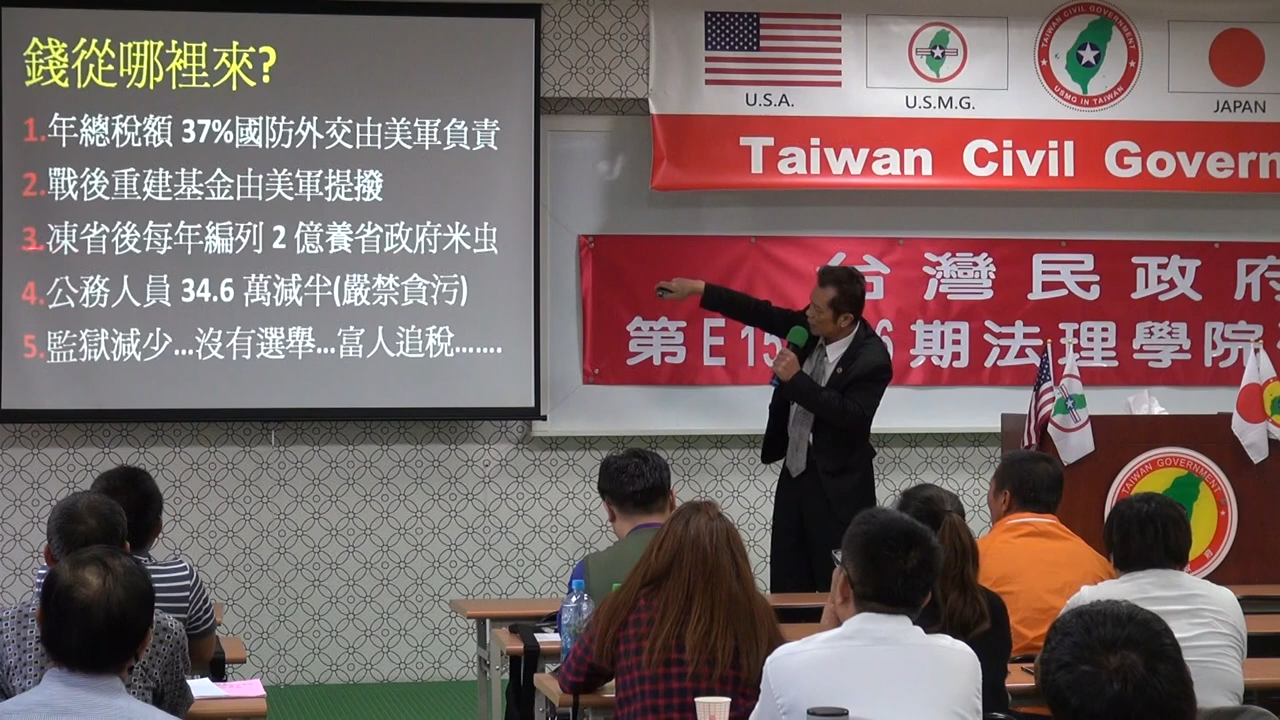 錢從哪裡來?
1.年總稅額 37%國防外交由美軍負責
2.戰後重建基金由美軍提撥
3.凍省後每年編列 2 億養省政府米虫
4.公務人員 34.6 萬減半(嚴禁貪污)
5.監獄減少...沒有選舉...富人追稅.......
U.S.A.
U.S.M.G.
TAIWAN CIVIL GOVERNMENT
USMG IN TAIWAN
JAPAN
Taiwan Civil Govern
台灣民政府
第E15 6期法理學院
TAIWAN GOVERNMENT